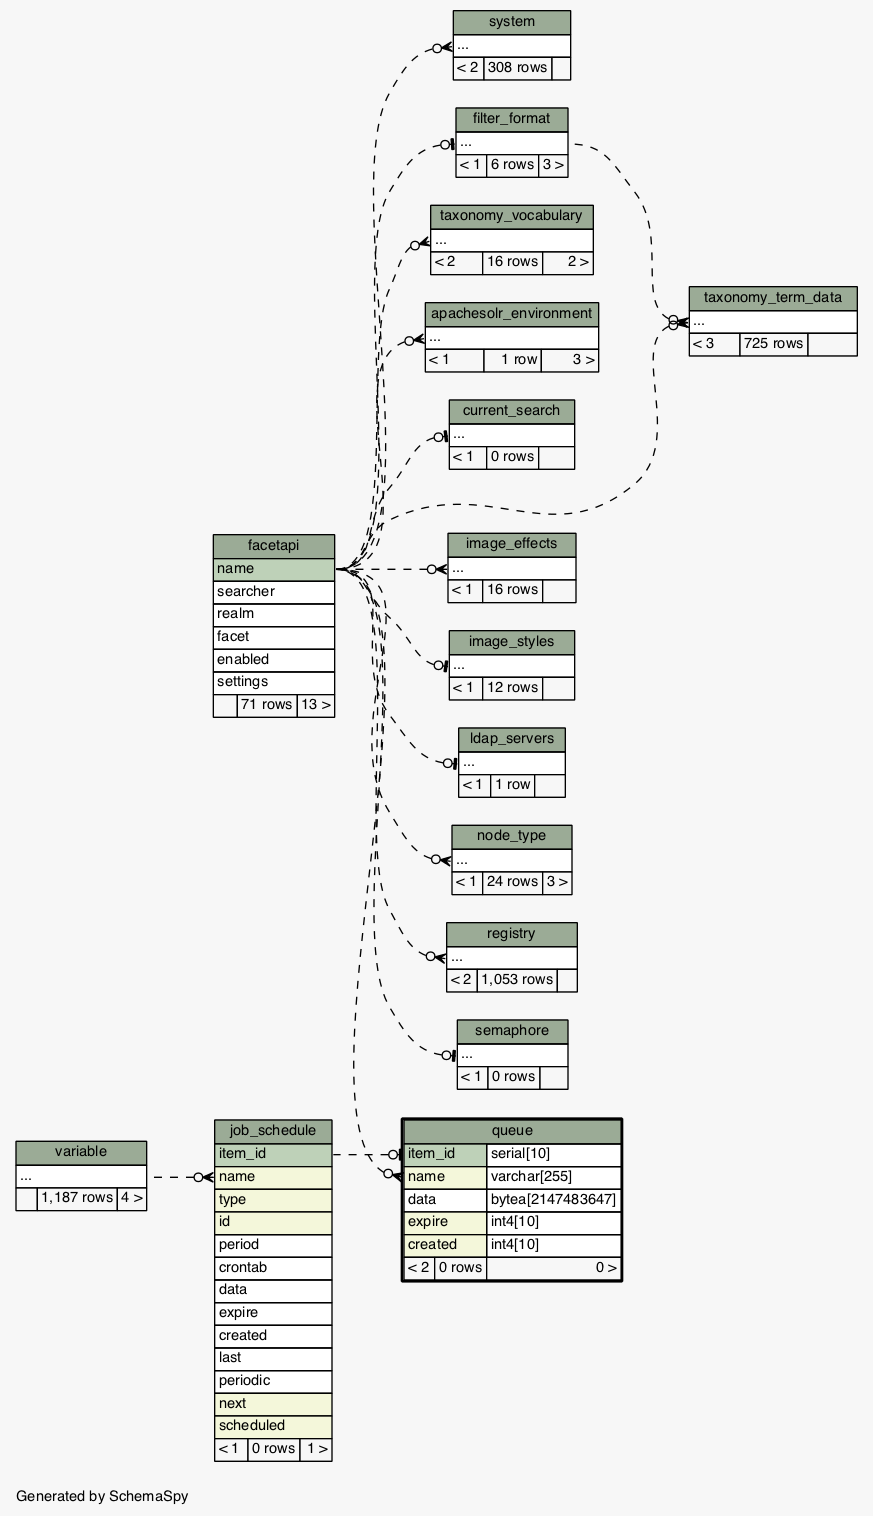 system
...
< 2 308 rows
filter_format
...
< 1 6 rows 3 >
taxonomy_vocabulary
...
< 2 16 rows 2 >
taxonomy_term_data
...
< 3 725 rows
apachesolr_environment
...
< 1 1 row 3 >
current_search
...
< 1 0 rows
facetapi
name
searcher
realm
facet
enabled
settings
71 rows 13 >
image_effects
...
< 1 16 rows
image_styles
...
< 1 12 rows
ldap_servers
...
< 1 1 row
node_type
...
< 1 24 rows 3 >
registry
...
< 2 1,053 rows
semaphore
...
< 1 0 rows
variable
...
1,187 rows 4 >
job_schedule
item_id
name
type
id
period
crontab
data
expire
created
last
periodic
next
scheduled
< 1 0 rows 1 >
queue
item_id serial[10]
name varchar[255]
data bytea[2147483647]
expire int4[10]
created int4[10]
< 2 0 rows 0 >
Generated by SchemaSpy